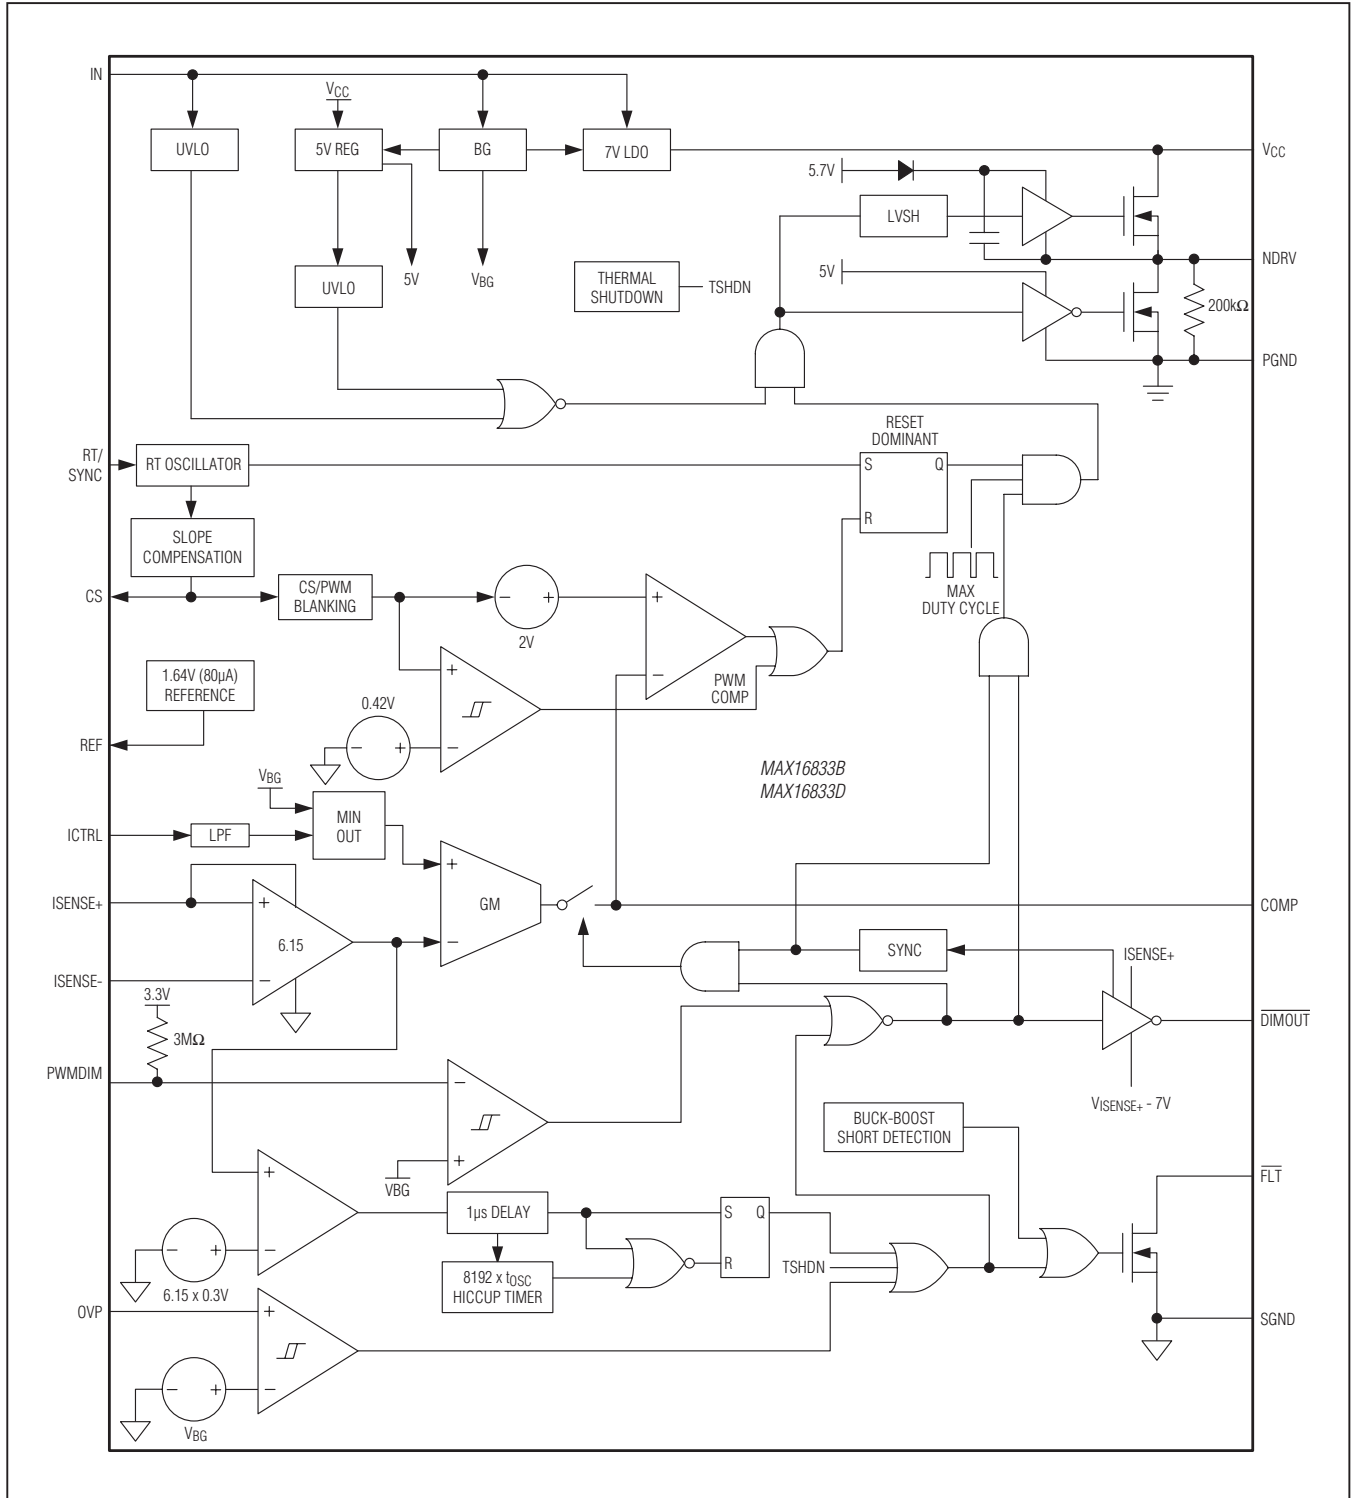 IN
VCC
UVLO
5V REG
BG
7V LDO
VCC
5.7V
LVSH
UVLO
5V
VBG
THERMAL
SHUTDOWN
TSHDN
5V
NDRV
200kΩ
PGND
RT/
SYNC
RT OSCILLATOR
RESET
DOMINANT
S
Q
R
SLOPE
COMPENSATION
CS
CS/PWM
BLANKING
-
+
2V
+
-
MAX
DUTY CYCLE
1.64V (80µA)
REFERENCE
+
-
PWM
COMP
0.42V
-
+
REF
MAX16833B
MAX16833D
VBG
MIN
OUT
ICTRL
LPF
+
GM
-
ISENSE+
+
6.15
-
COMP
SYNC
ISENSE+
ISENSE-
3.3V
3MΩ
DIMOUT
PWMDIM
-
+
VBG
VISENSE+ - 7V
BUCK-BOOST
SHORT DETECTION
FLT
+
-
1µs DELAY
S
Q
R
TSHDN
8192 x tOSC
HICCUP TIMER
-
+
6.15 x 0.3V
OVP
+
-
SGND
-
+
VBG